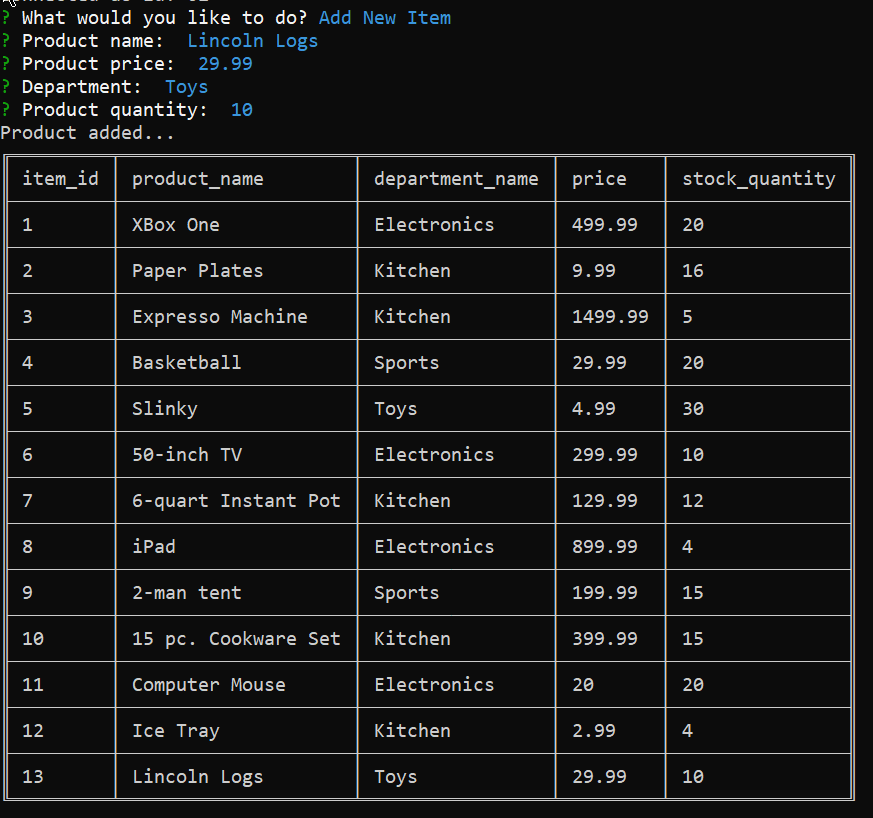 ? What would you like to do? Add New Item
? Product name: Lincoln Logs
? Product price: 29.99
? Department: Toys
? Product quantity: 10
Product added...
item_id product_name department_name price stock_quantity
1 XBox One Electronics 499.99 20
2 Paper Plates Kitchen 9.99 16
3 Expresso Machine Kitchen 1499.99 5
4 Basketball Sports 29.99 20
5 Slinky Toys 4.99 30
6 50-inch TV Electronics 299.99 10
7 6-quart Instant Pot Kitchen 129.99 12
8 iPad Electronics 899.99 4
9 2-man tent Sports 199.99 15
10 15 pc. Cookware Set Kitchen 399.99 15
11 Computer Mouse Electronics 20 20
12 Ice Tray Kitchen 2.99 4
13 Lincoln Logs Toys 29.99 10